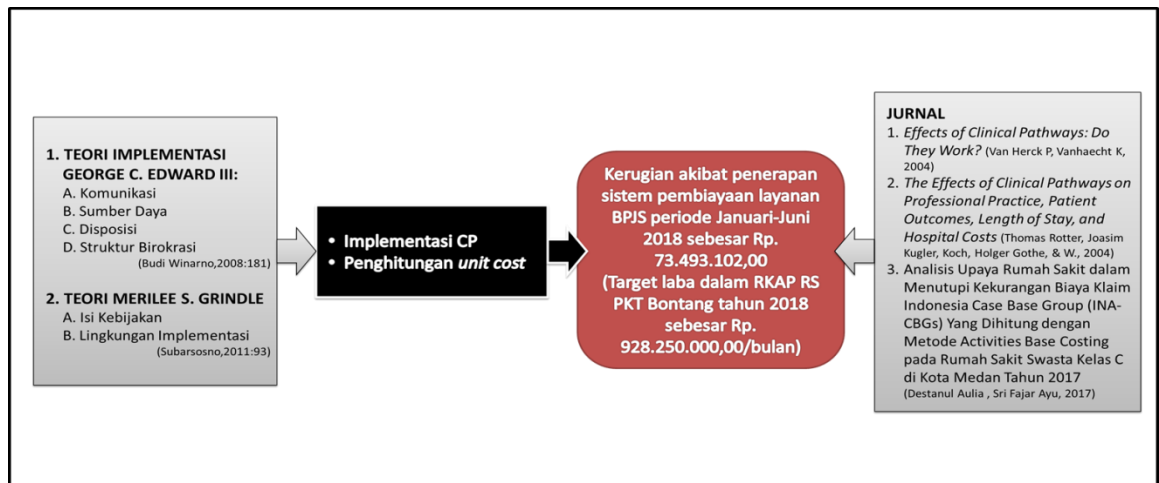 1. TEORI IMPLEMENTASI
GEORGE C. EDWARD III:
A. Komunikasi
B. Sumber Daya
C. Disposisi
D. Struktur Birokrasi
(Budi Winarno,2008:181)
2. TEORI MERILEE S. GRINDLE
A. Isi Kebijakan
B. Lingkungan Implementasi
(Subarsosno,2011:93)
• Implementasi CP
• Penghitungan unit cost
Kerugian akibat penerapan
sistem pembiayaan layanan
BPJS periode Januari-Juni
2018 sebesar Rp.
73.493.102,00
(Target laba dalam RKAP RS
PKT Bontang tahun 2018
sebesar Rp.
928.250.000,00/bulan)
JURNAL
1. Effects of Clinical Pathways: Do
They Work? (Van Herck P, Vanhaecht K,
2004)
2. The Effects of Clinical Pathways on
Professional Practice, Patient
Outcomes, Length of Stay, and
Hospital Costs (Thomas Rotter, Joasim
Kugler, Koch, Holger Gothe, & W., 2004)
3. Analisis Upaya Rumah Sakit dalam
Menutupi Kekurangan Biaya Klaim
Indonesia Case Base Group (INA-
CBGs) Yang Dihitung dengan
Metode Activities Base Costing
pada Rumah Sakit Swasta Kelas C
di Kota Medan Tahun 2017
(Destanul Aulia , Sri Fajar Ayu, 2017)